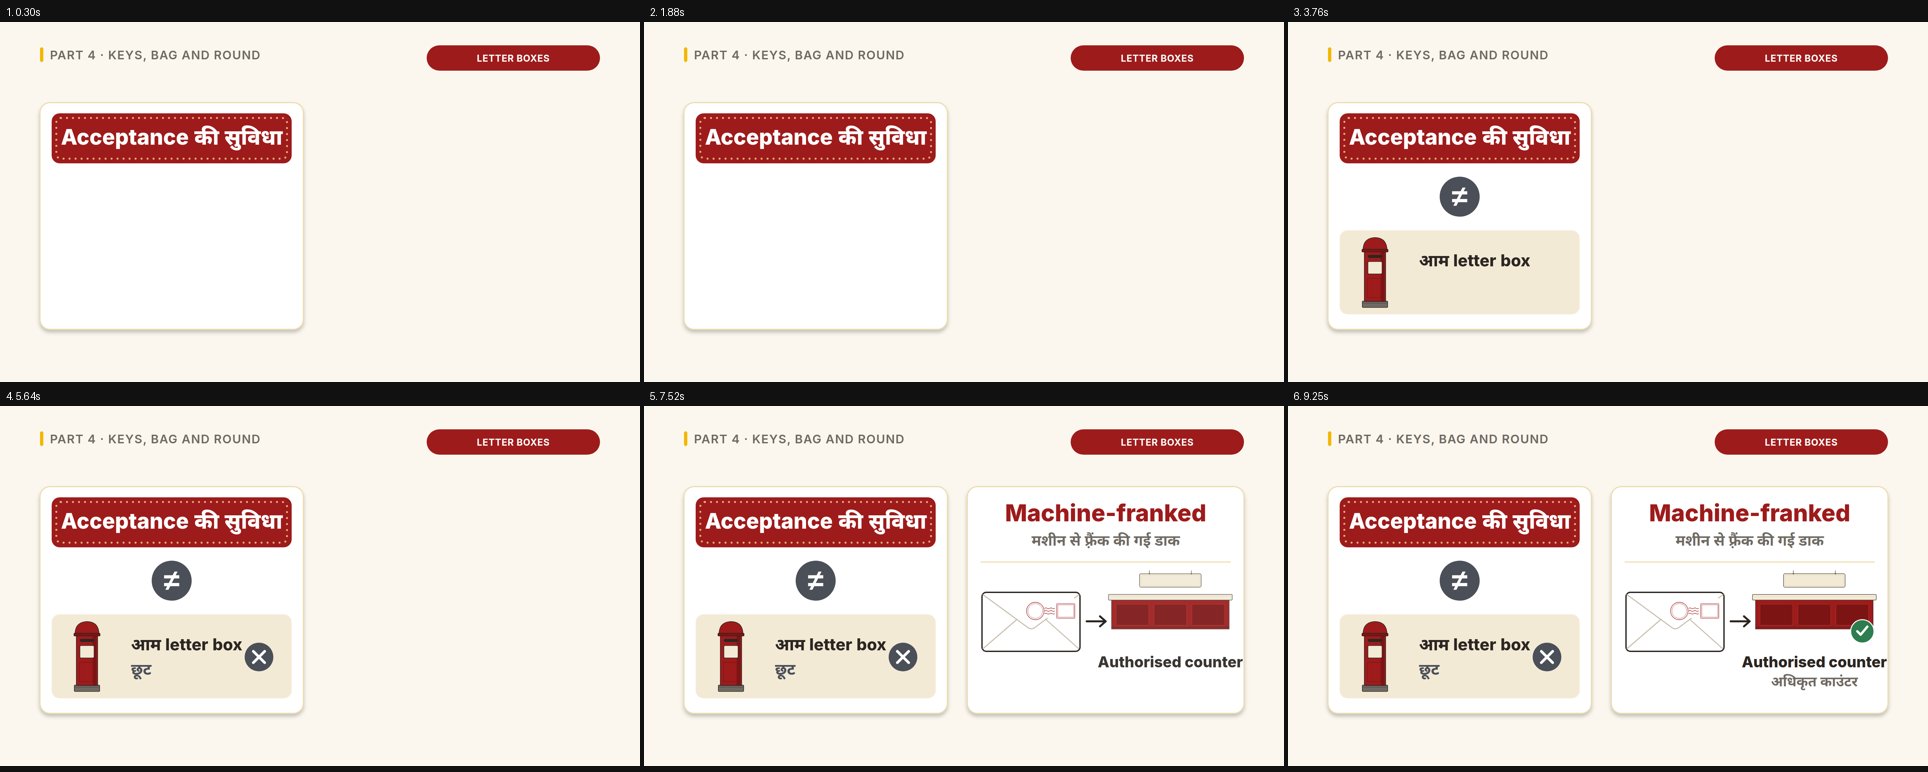 1. 0.30s
PART 4 · KEYS, BAG AND ROUND
LETTER BOXES
Acceptance की सुविधा
2. 1.88s
PART 4 · KEYS, BAG AND ROUND
LETTER BOXES
Acceptance की सुविधा
3. 3.76s
PART 4 · KEYS, BAG AND ROUND
LETTER BOXES
Acceptance की सुविधा
≠
आम letter box
4. 5.64s
PART 4 · KEYS, BAG AND ROUND
LETTER BOXES
Acceptance की सुविधा
≠
आम letter box
छूट
5. 7.52s
PART 4 · KEYS, BAG AND ROUND
LETTER BOXES
Acceptance की सुविधा
≠
आम letter box
छूट
Machine-franked
मशीन से फ़्रैंक की गई डाक
Authorised counter
6. 9.25s
PART 4 · KEYS, BAG AND ROUND
LETTER BOXES
Acceptance की सुविधा
≠
आम letter box
छूट
Machine-franked
मशीन से फ़्रैंक की गई डाक
Authorised counter
अधिकृत काउंटर